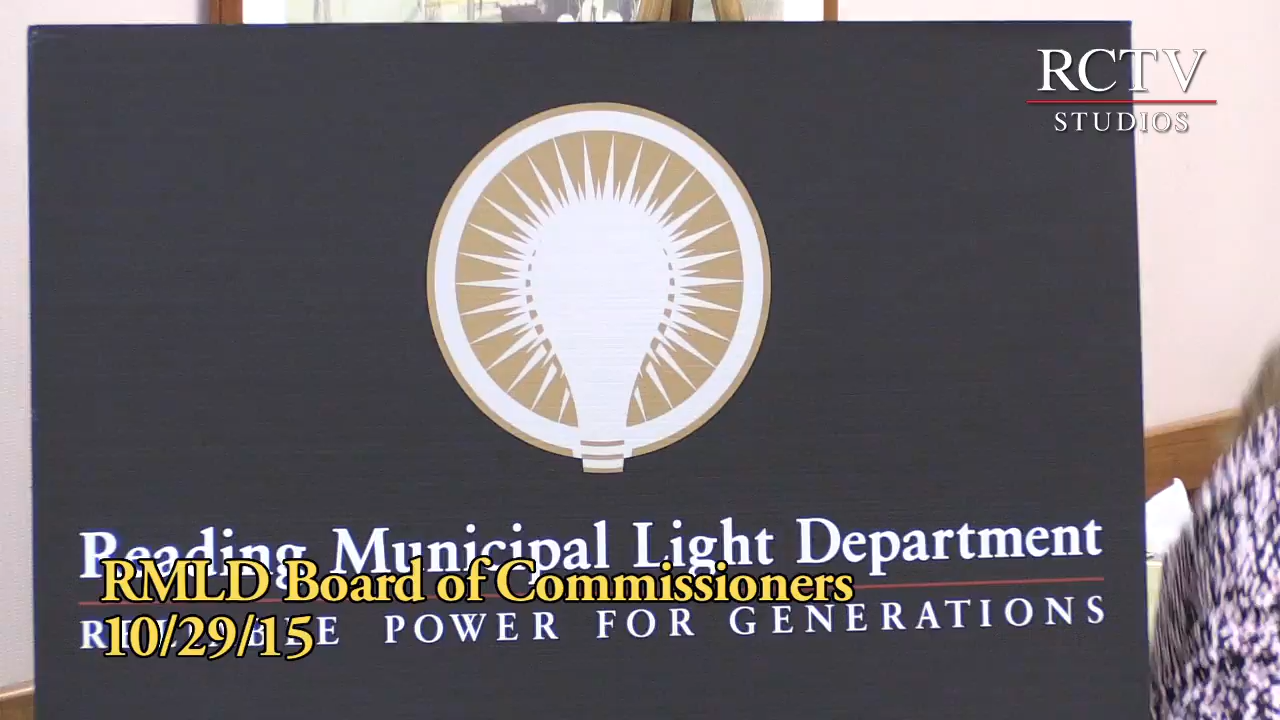 RCTV
STUDIOS
Reading Municipal Light Department
RMLD Board of Commissioners
POWER FOR GENERATIONS
10/29/15